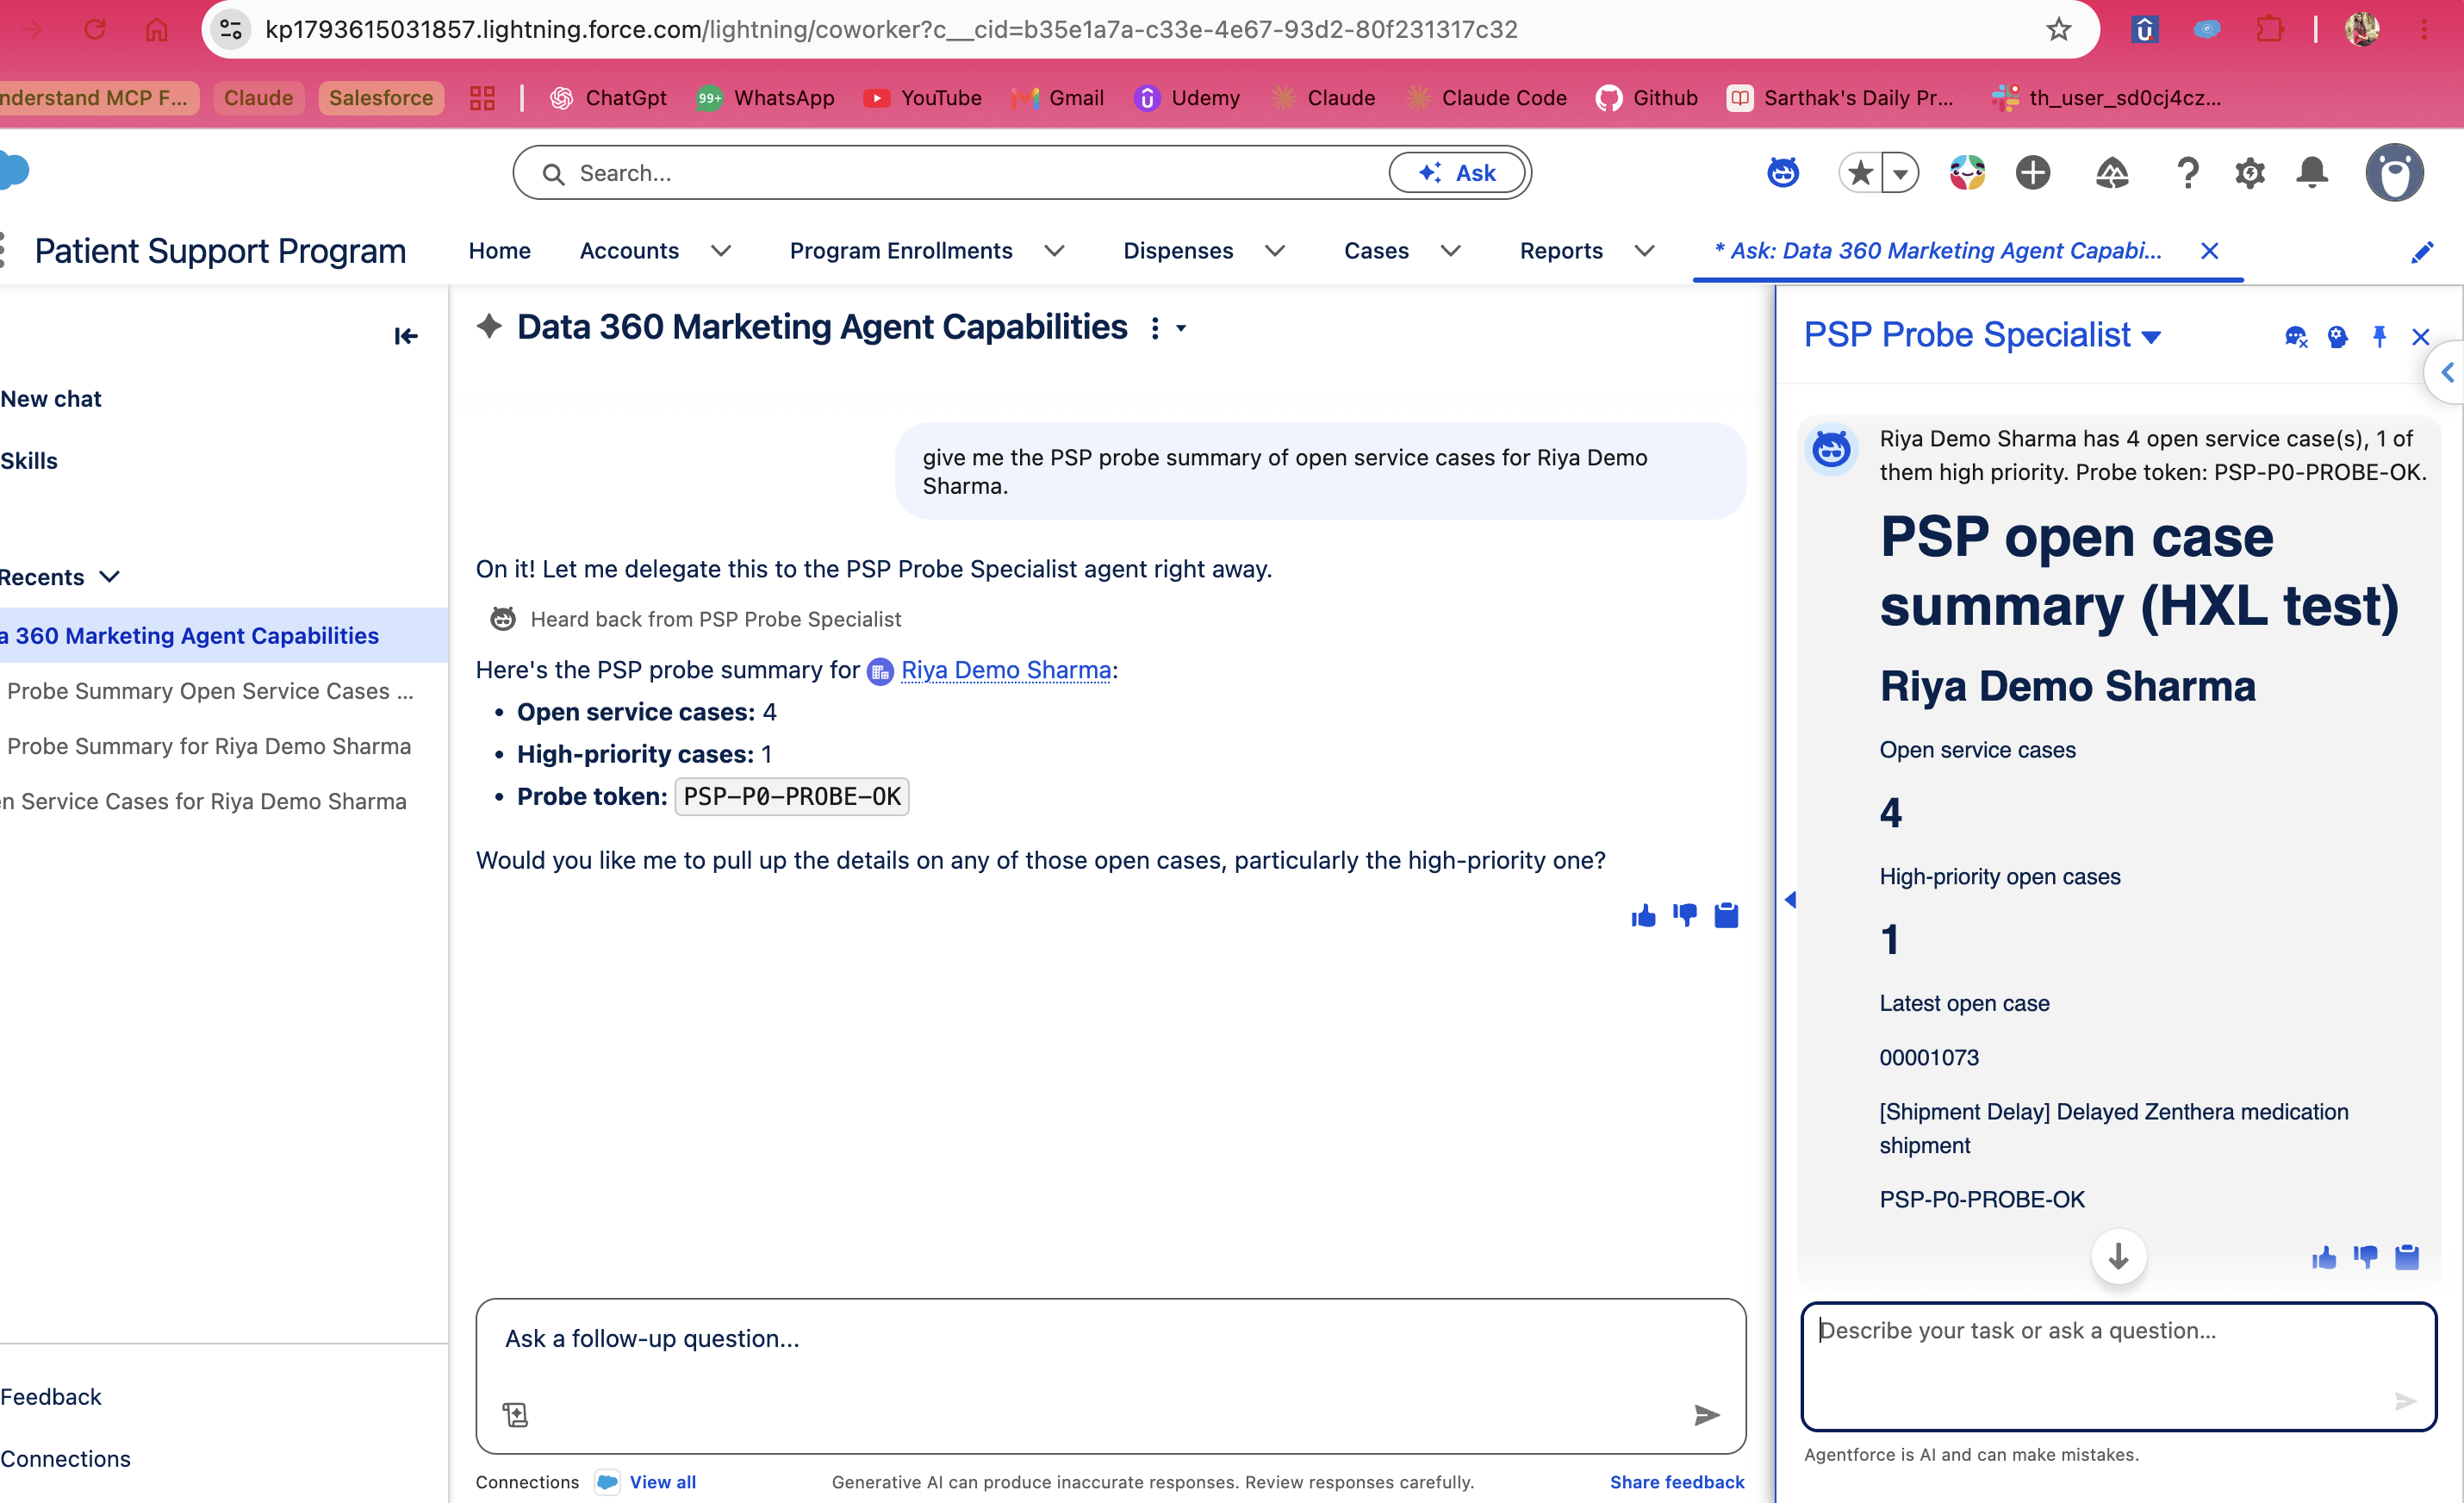 kp1793615031857.lightning.force.com/lightning/coworker?c__cid=b35e1a7a-c33e-4e67-93d2-80f231317c32
nderstand MCP F...
Claude
Salesforce
ChatGpt
99+
WhatsApp
YouTube
Gmail
Udemy
Claude
Claude Code
Github
Sarthak's Daily Pr...
th_user_sd0cj4cz...
Search...
Ask
Patient Support Program
Home
Accounts
Program Enrollments
Dispenses
Cases
Reports
* Ask: Data 360 Marketing Agent Capabi...
New chat
Skills
Recents
a 360 Marketing Agent Capabilities
Probe Summary Open Service Cases ...
Probe Summary for Riya Demo Sharma
n Service Cases for Riya Demo Sharma
Feedback
Connections
Data 360 Marketing Agent Capabilities
give me the PSP probe summary of open service cases for Riya Demo
Sharma.
On it! Let me delegate this to the PSP Probe Specialist agent right away.
Heard back from PSP Probe Specialist
Here's the PSP probe summary for Riya Demo Sharma:
• Open service cases: 4
• High-priority cases: 1
• Probe token: PSP-P0-PROBE-OK
Would you like me to pull up the details on any of those open cases, particularly the high-priority one?
Ask a follow-up question...
Connections
View all
Generative AI can produce inaccurate responses. Review responses carefully.
Share feedback
PSP Probe Specialist
Riya Demo Sharma has 4 open service case(s), 1 of
them high priority. Probe token: PSP-P0-PROBE-OK.
PSP open case
summary (HXL test)
Riya Demo Sharma
Open service cases
4
High-priority open cases
1
Latest open case
00001073
[Shipment Delay] Delayed Zenthera medication
shipment
PSP-P0-PROBE-OK
Describe your task or ask a question...
Agentforce is AI and can make mistakes.